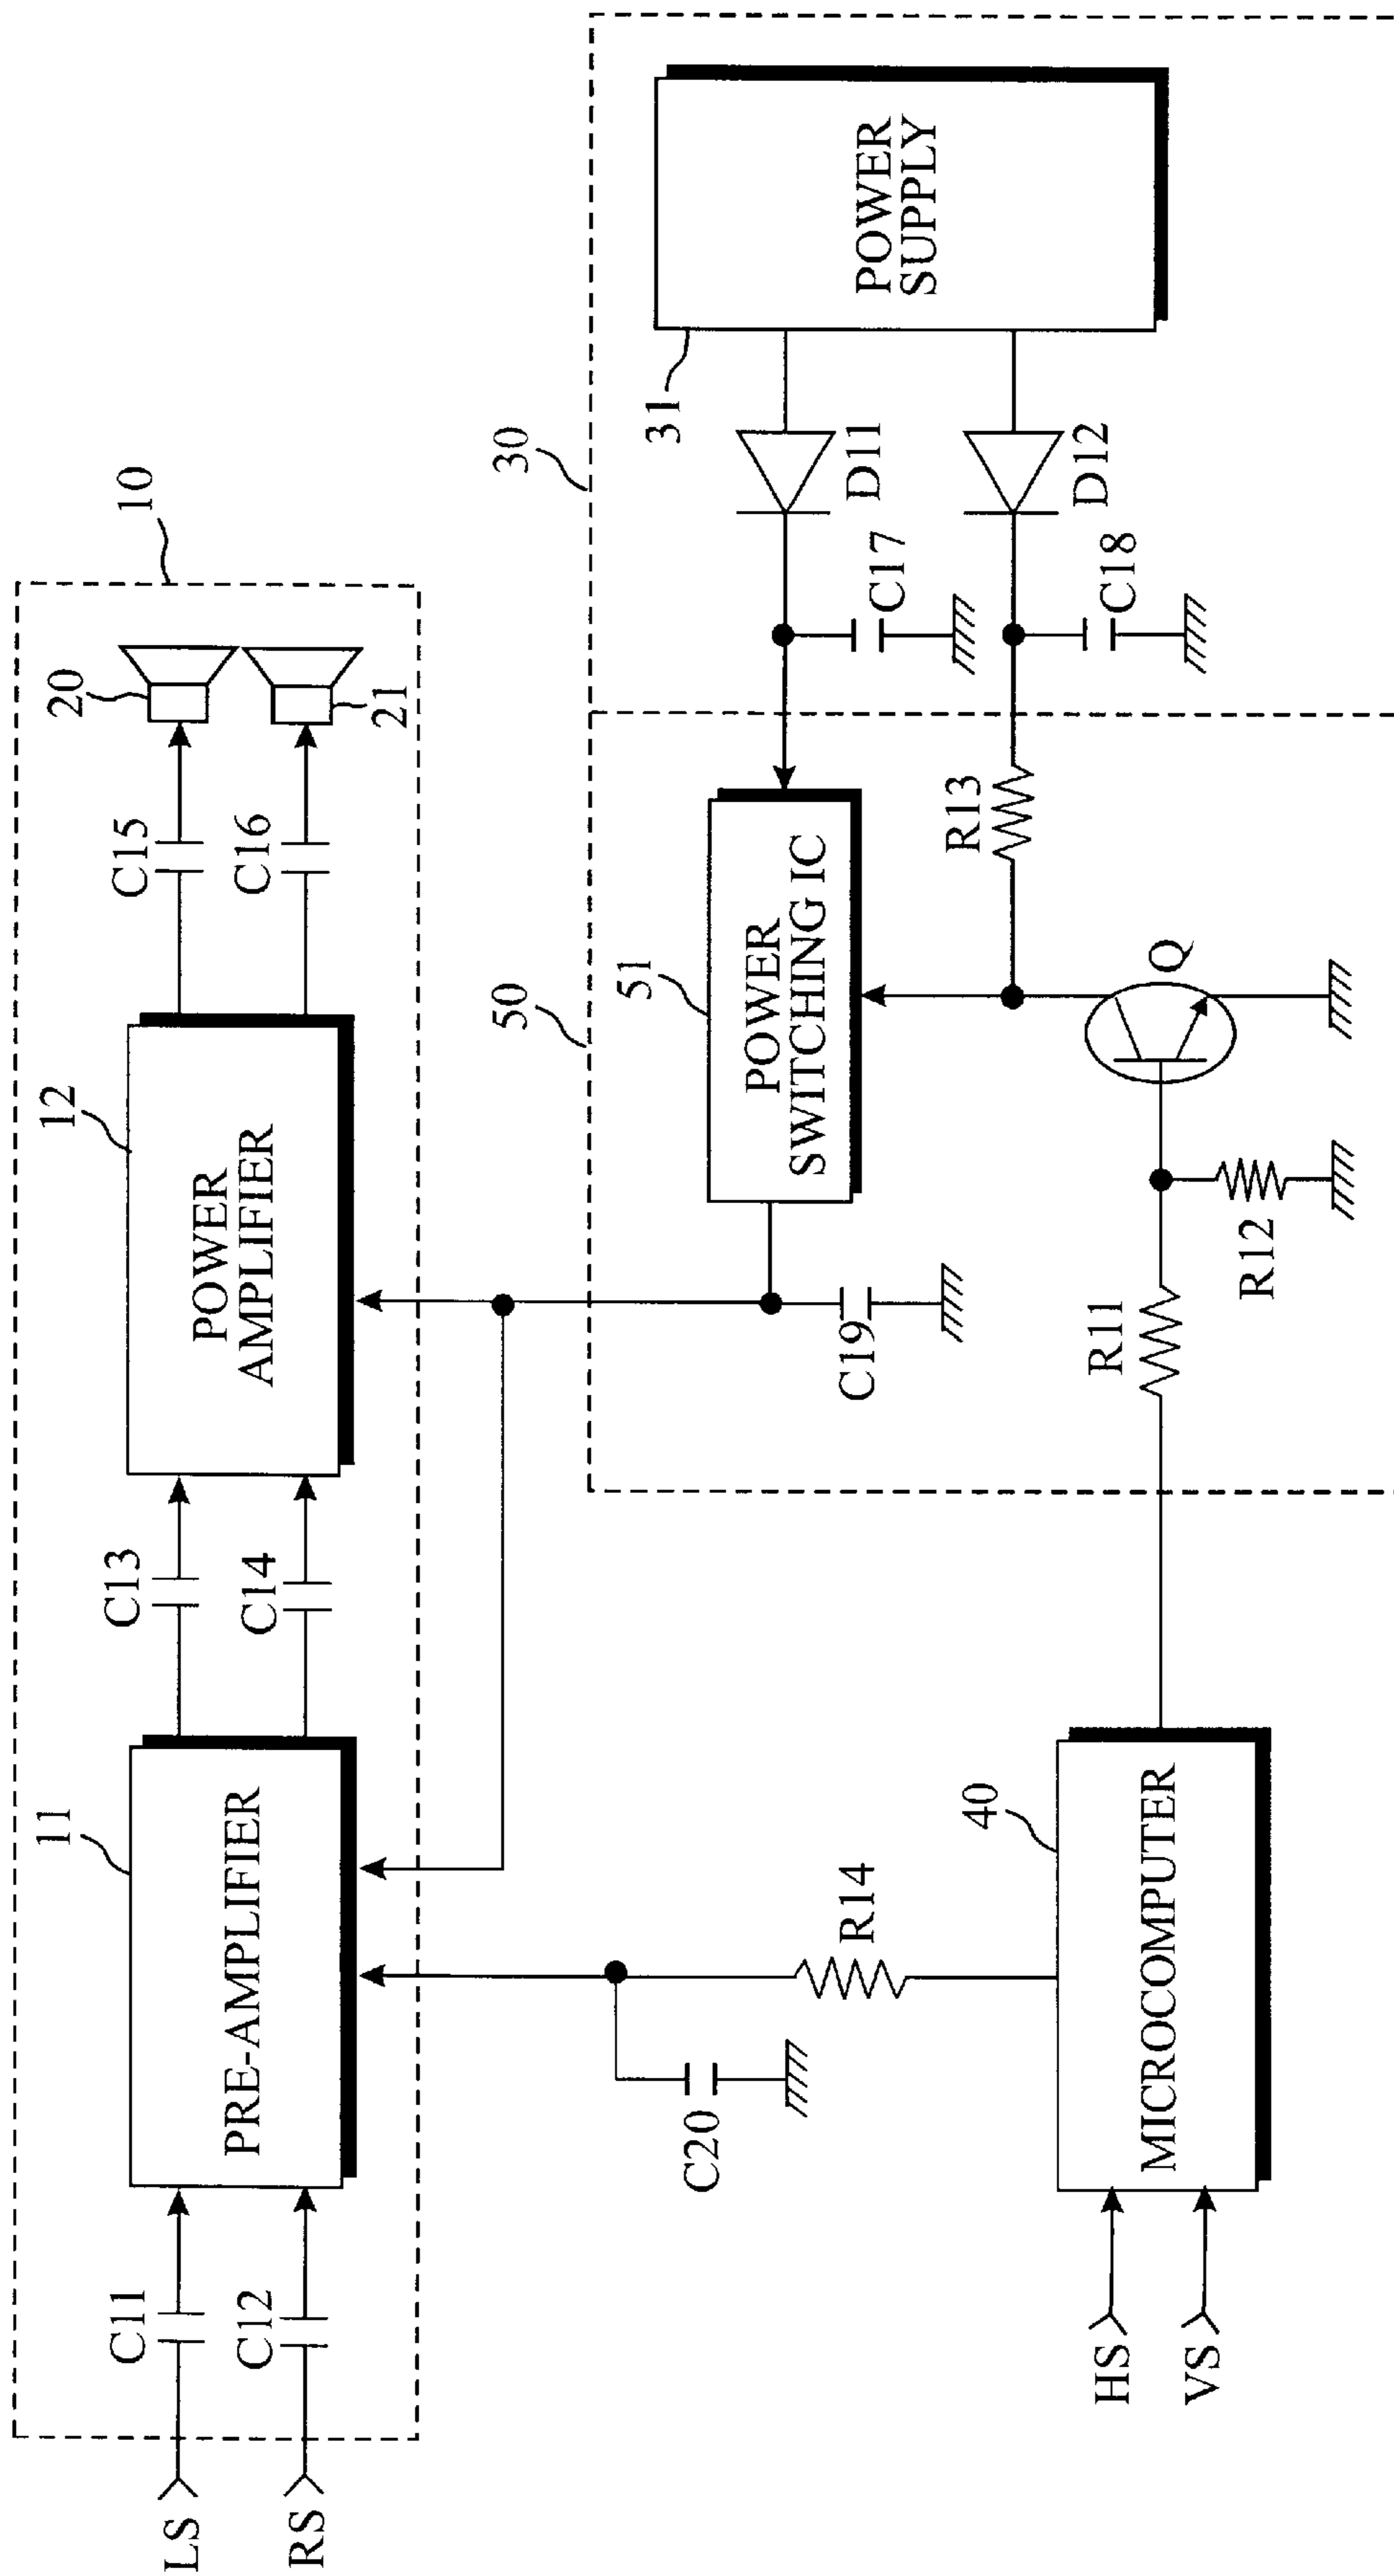 10
LS
RS
C11
C12
11
PRE-AMPLIFIER
C13
C14
12
POWER
AMPLIFIER
C15
C16
20
21
C20
R14
HS
VS
40
MICROCOMPUTER
50
51
POWER
SWITCHING IC
C19
R11
R12
Q
R13
30
C17
C18
D11
D12
31
POWER
SUPPLY